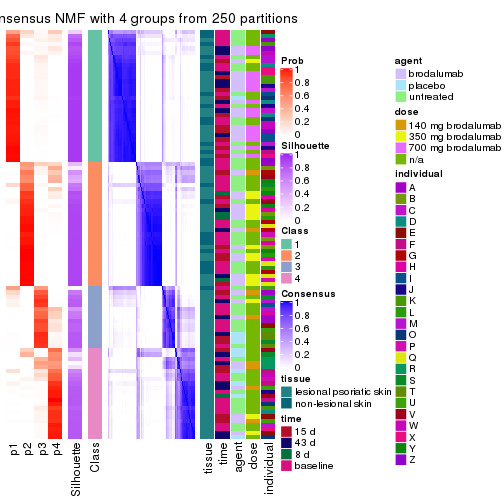 nsensus NMF with 4 groups from 250 partitions
Prob
1
0.8
0.6
0.4
0.2
0
Silhouette
1
0.8
0.6
0.4
0.2
0
Class
1
2
3
4
Consensus
1
0.8
0.6
0.4
0.2
0
tissue
lesional psoriatic skin
non-lesional skin
time
15 d
43 d
8 d
baseline
agent
brodalumab
placebo
untreated
dose
140 mg brodalumab
350 mg brodalumab
700 mg brodalumab
n/a
individual
A
B
C
D
E
F
G
H
I
J
K
L
M
O
P
Q
R
S
T
U
V
W
X
Y
Z
p1
p2
p3
p4
Silhouette
Class
tissue
time
agent
dose
individual